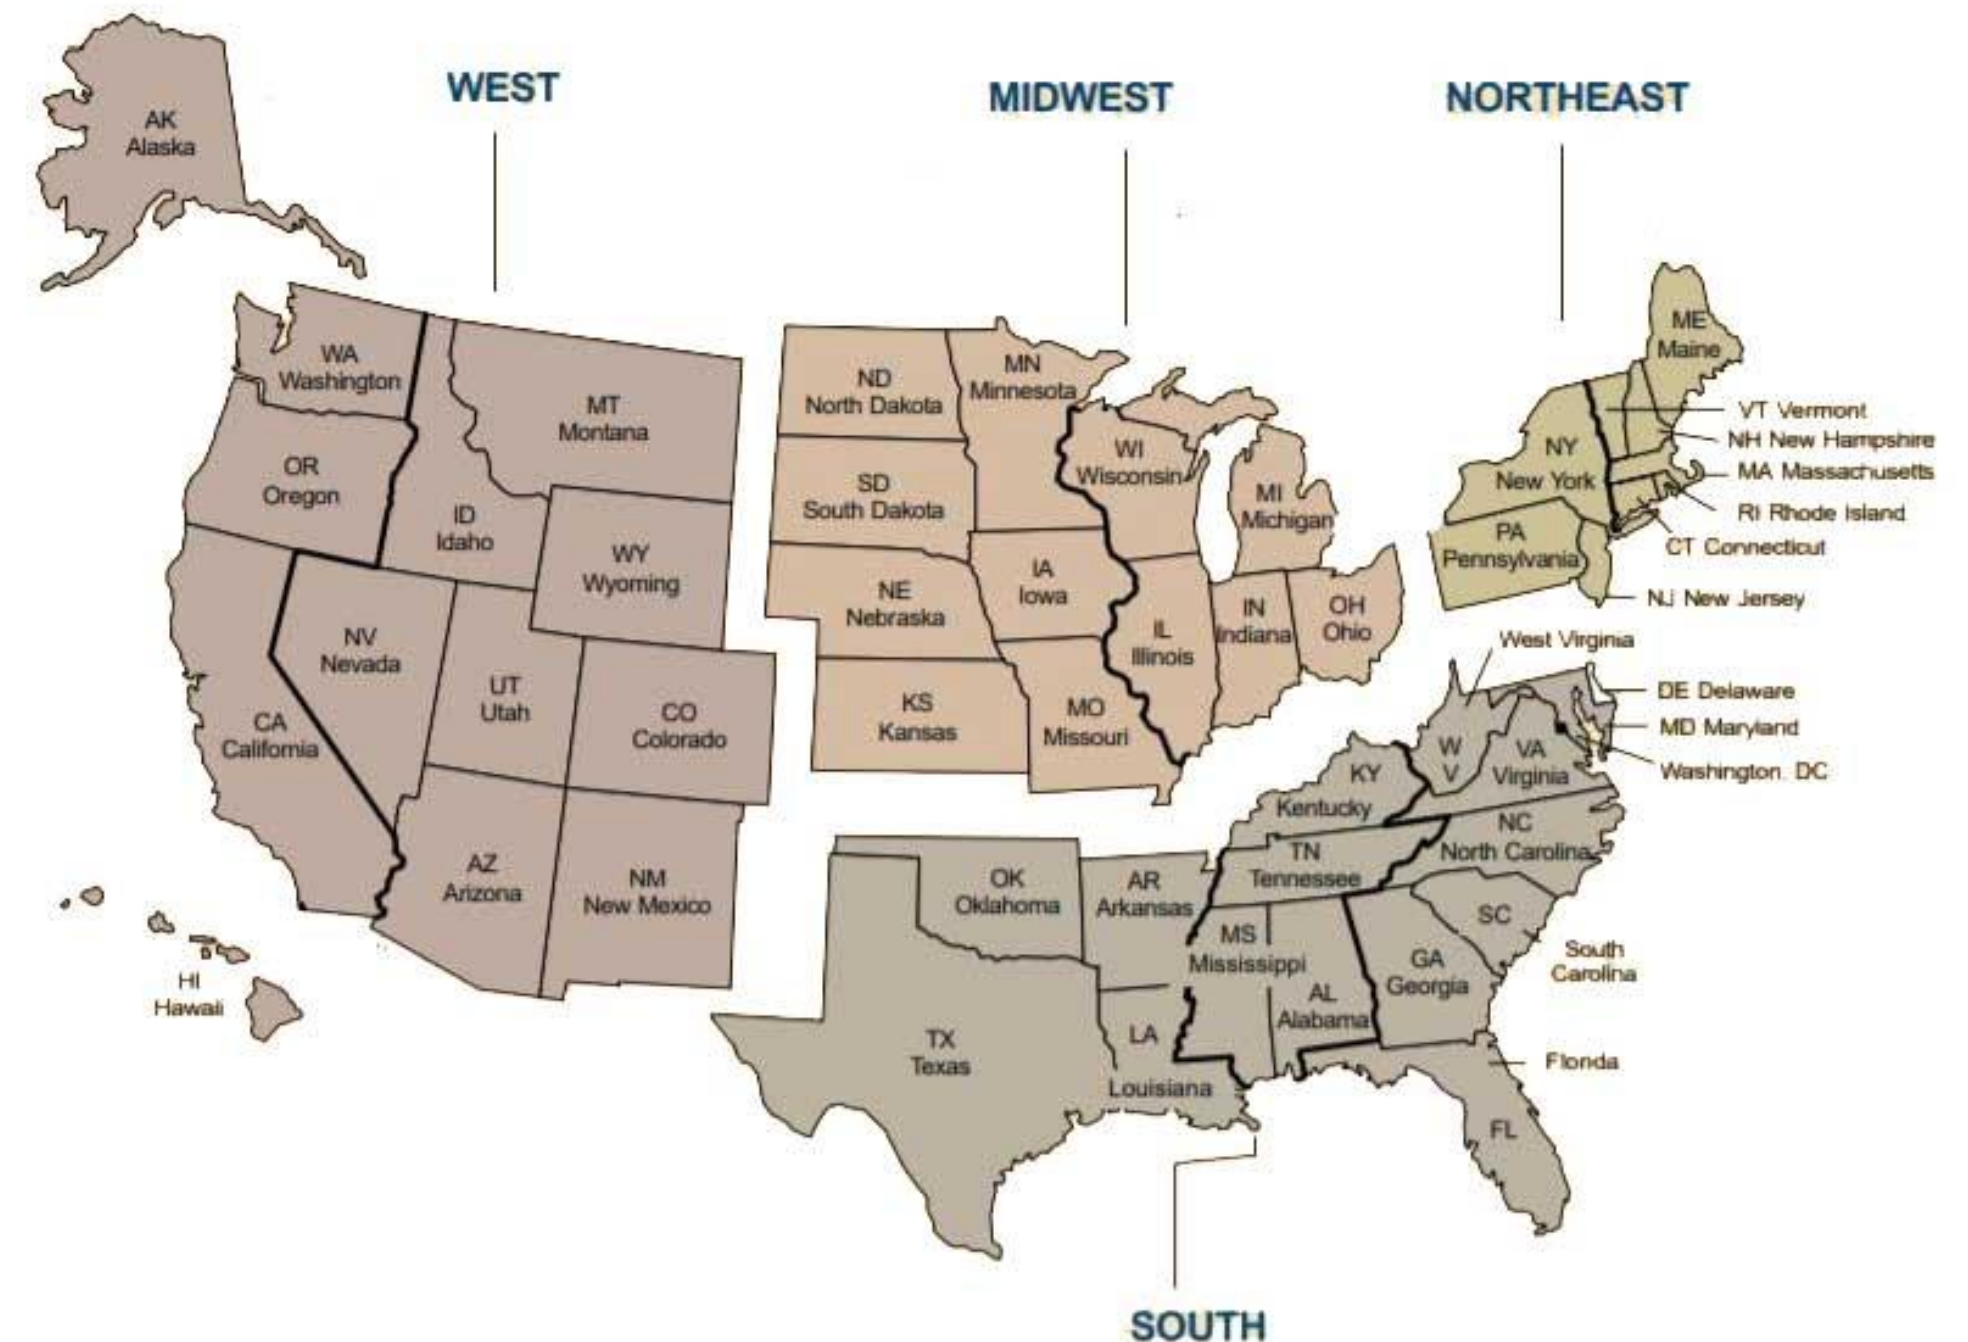 WEST
MIDWEST
NORTHEAST
AK
Alaska
WA
Washington
MT
Montana
OR
Oregon
ID
Idaho
WY
Wyoming
NV
Nevada
UT
Utah
CO
Colorado
CA
California
AZ
Arizona
NM
New Mexico
HI
Hawaii
ND
North Dakota
MN
Minnesota
SD
South Dakota
WI
Wisconsin
MI
Michigan
NE
Nebraska
IA
Iowa
IL
Illinois
IN
Indiana
OH
Ohio
KS
Kansas
MO
Missouri
ME
Maine
VT Vermont
NH New Hampshire
NY
New York
MA Massachusetts
RI Rhode Island
PA
Pennsylvania
CT Connecticut
NJ New Jersey
West Virginia
DE Delaware
MD Maryland
Washington DC
W
V
VA
Virginia
KY
Kentucky
NC
North Carolina
TN
Tennessee
OK
Oklahoma
AR
Arkansas
SC
South
Carolina
MS
Mississippi
GA
Georgia
AL
Alabama
TX
Texas
LA
Louisiana
Florida
FL
SOUTH